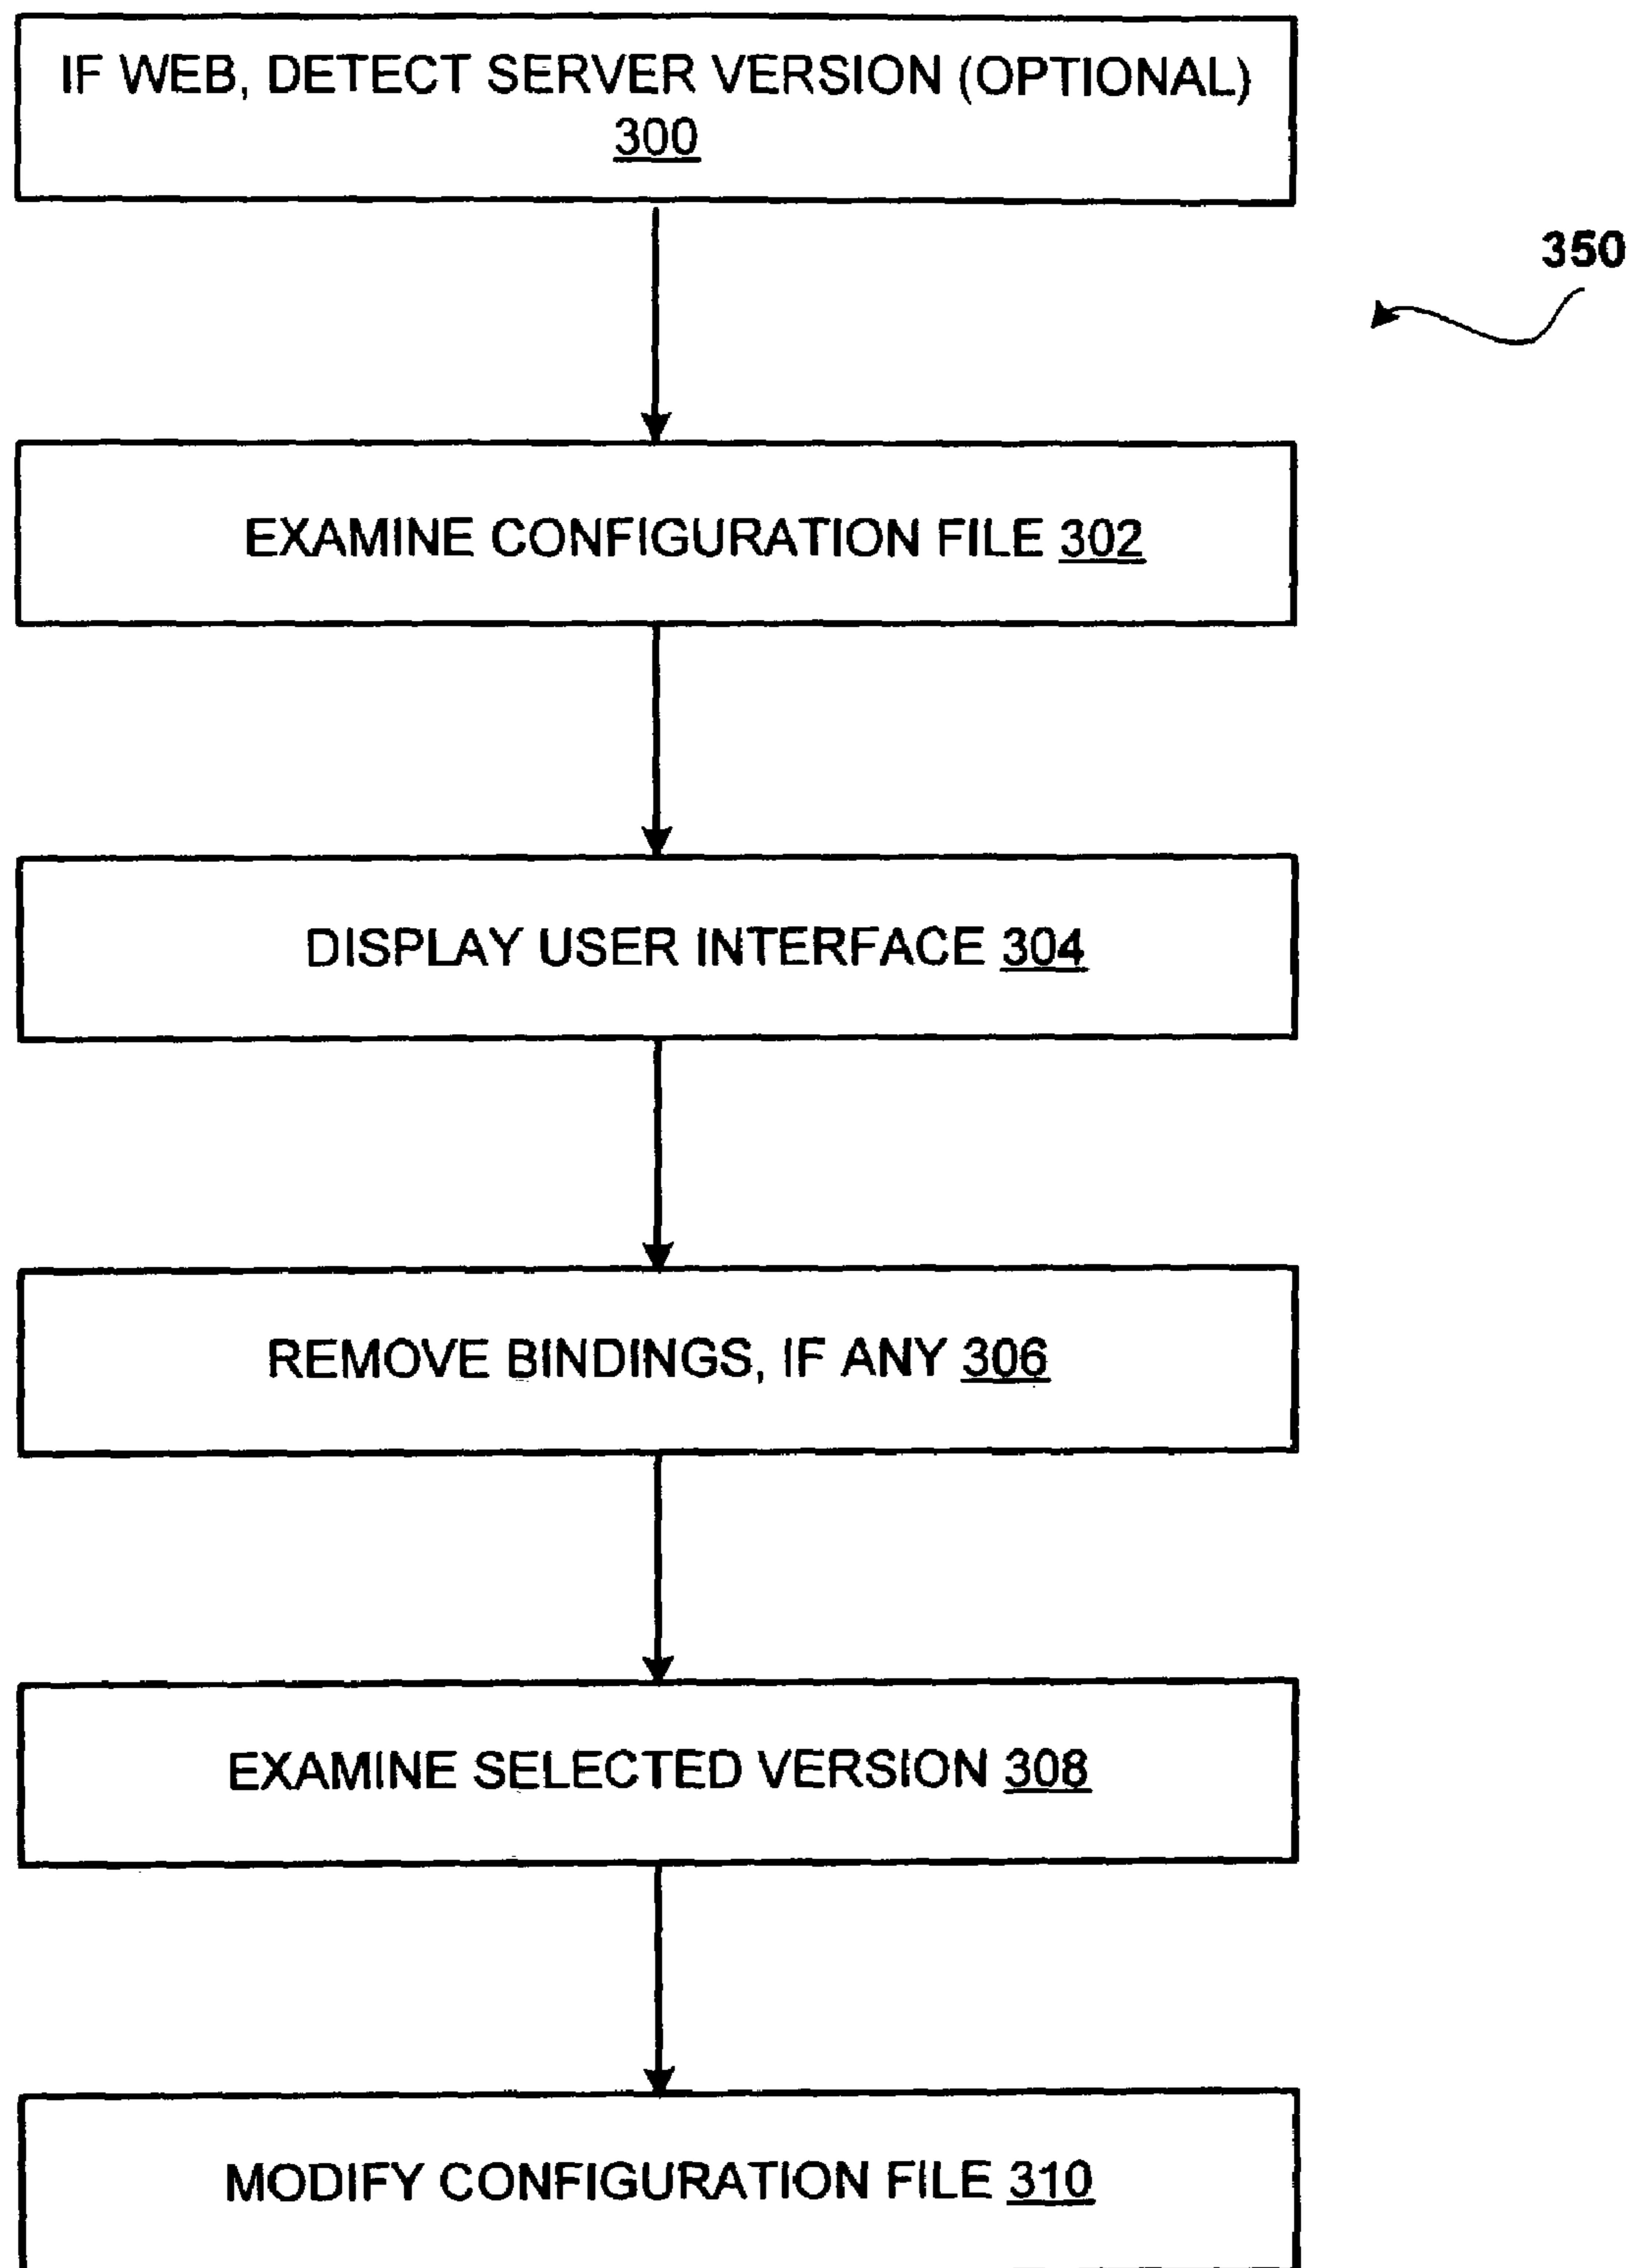 IF WEB, DETECT SERVER VERSION (OPTIONAL)
300
350
EXAMINE CONFIGURATION FILE 302
DISPLAY USER INTERFACE 304
REMOVE BINDINGS, IF ANY 306
EXAMINE SELECTED VERSION 308
MODIFY CONFIGURATION FILE 310